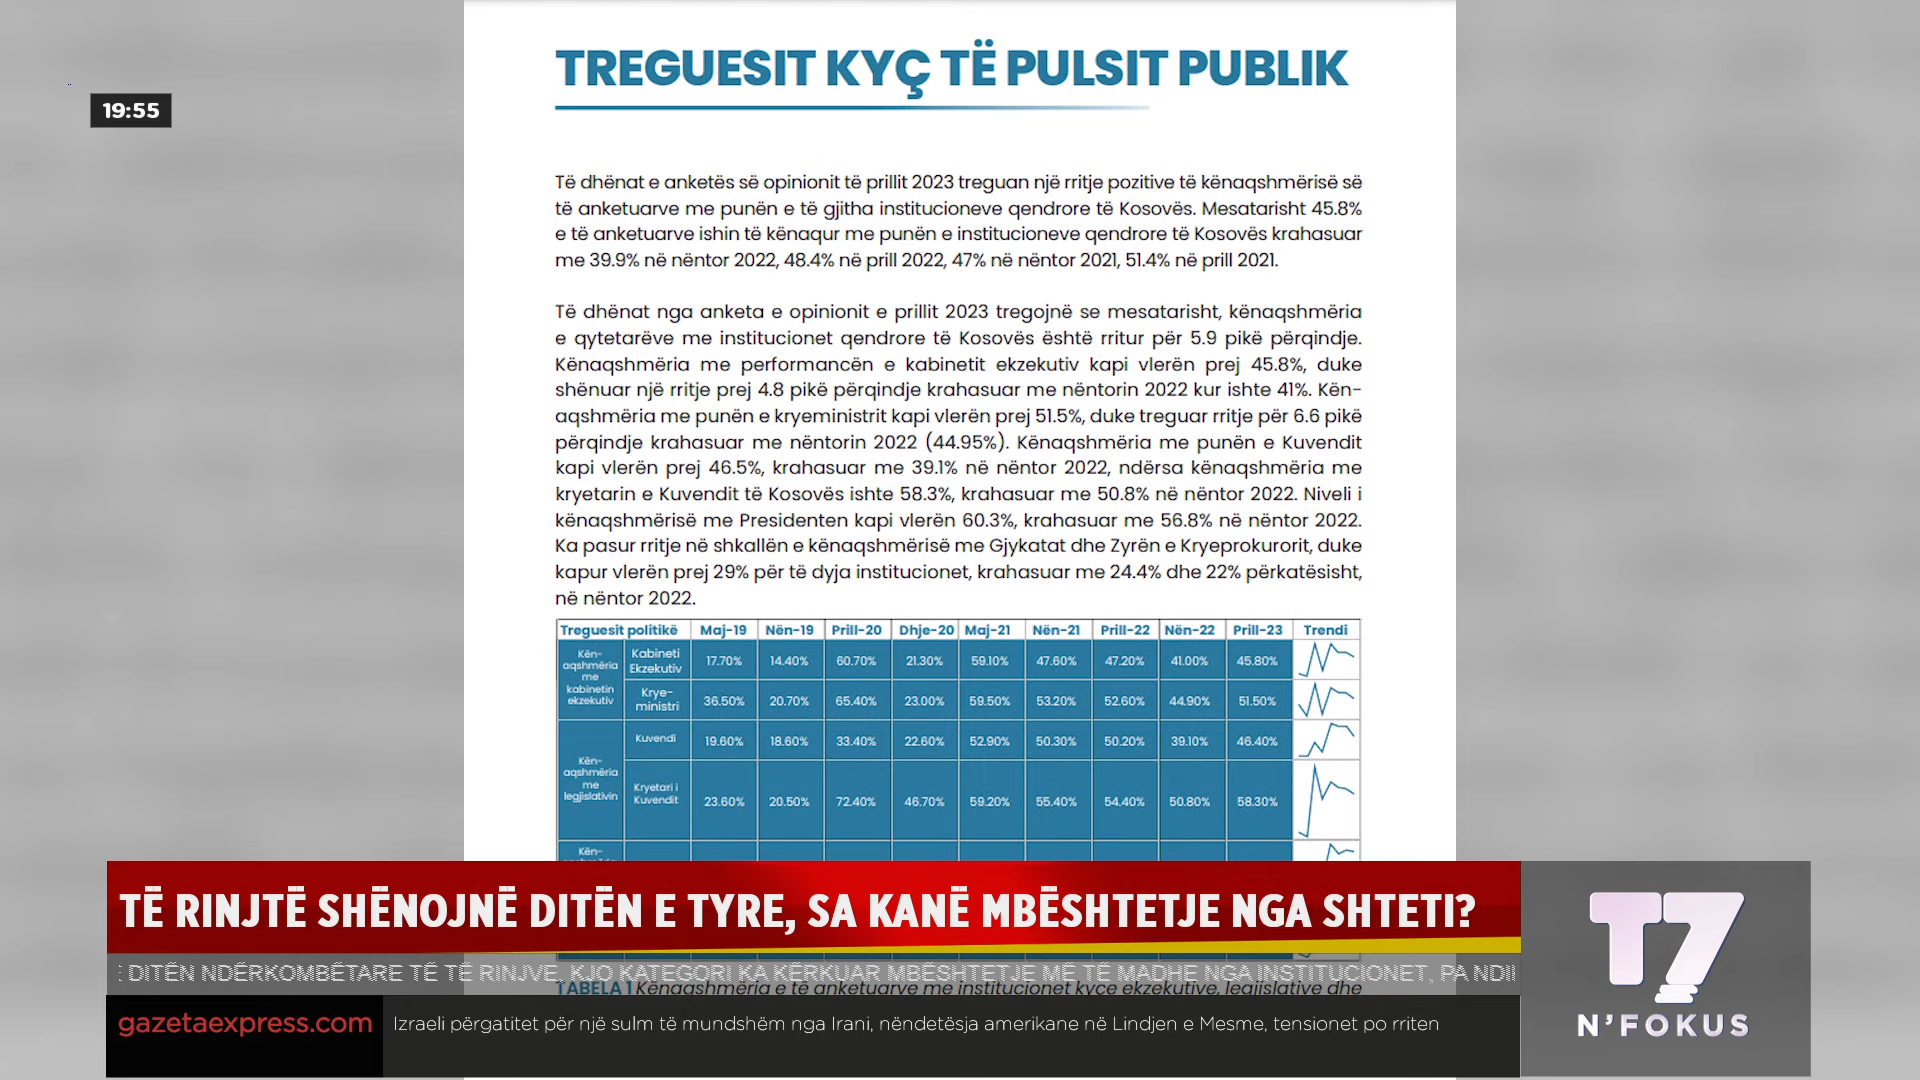 TREGUESIT KYÇ TË PULSIT PUBLIK
19:55
Të dhënat e anketës së opinionit të prillit 2023 treguan një rritje pozitive të kënaqshmërisë së
të anketuarve me punën e të gjitha institucioneve qendrore të Kosovës. Mesatarisht 45.8%
e të anketuarve ishin të kënaqur me punën e institucioneve qendrore të Kosovës krahasuar
me 39.9% në nëntor 2022, 48.4% në prill 2022, 47% në nëntor 2021, 51.4% në prill 2021.
Të dhënat nga anketa e opinionit e prillit 2023 tregojnë se mesatarisht, kënaqshmëria
e qytetarëve me institucionet qendrore të Kosovës është rritur për 5.9 pikë përqindje.
Kënaqshmëria me performancën e kabinetit ekzekutiv kapi vlerën prej 45.8%, duke
shënuar një rritje prej 4.8 pikë përqindje krahasuar me nëntorin 2022 kur ishte 41%. Kën-
aqshmëria me punën e kryeministrit kapi vlerën prej 51.5%, duke treguar rritje për 6.6 pikë
përqindje krahasuar me nëntorin 2022 (44.95%). Kënaqshmëria me punën e Kuvendit
kapi vlerën prej 46.5%, krahasuar me 39.1% në nëntor 2022, ndërsa kënaqshmëria me
kryetarin e Kuvendit të Kosovës ishte 58.3%, krahasuar me 50.8% në nëntor 2022. Niveli i
kënaqshmërisë me Presidenten kapi vlerën 60.3%, krahasuar me 56.8% në nëntor 2022.
Ka pasur rritje në shkallën e kënaqshmërisë me Gjykatat dhe Zyrën e Kryeprokurorit, duke
kapur vlerën prej 29% për të dyja institucionet, krahasuar me 24.4% dhe 22% përkatësisht,
në nëntor 2022.
Treguesit politikë Maj-19 Nën-19 Prill-20 Dhje-20 Maj-21 Nën-21 Prill-22 Nën-22 Prill-23 Trendi
Kën-
aqshmëria
me
kabinetin
ekzekutiv
Kabineti
Ekzekutiv
17.70% 14.40% 60.70% 21.30% 59.10% 47.60% 47.20% 41.00% 45.80%
Krye-
ministri
36.50% 20.70% 65.40% 23.00% 59.50% 53.20% 52.60% 44.90% 51.50%
Kën-
aqshmëria
me
legjislativin
Kuvendi
19.60% 18.60% 33.40% 22.60% 52.90% 50.30% 50.20% 39.10% 46.40%
Kryetari i
Kuvendit
23.60% 20.50% 72.40% 46.70% 59.20% 55.40% 54.40% 50.80% 58.30%
Kën-
TË RINJTË SHËNOJNË DITËN E TYRE, SA KANË MBËSHTETJE NGA SHTETI?
DITËN NDËRKOMBËTARE TË TË RINJVE, KJO KATEGORI KA KËRKUAR MBËSHTETJE MË TË MADHE NGA INSTITUCIONET, PA NDII
TABELA 1 Kënaqshmëria e të anketuarve me institucionet kyçe ekzekutive, legjislative dhe
gazetaexpress.com
Izraeli përgatitet për një sulm të mundshëm nga Irani, nëndetësja amerikane në Lindjen e Mesme, tensionet po rriten
T7
N'FOKUS